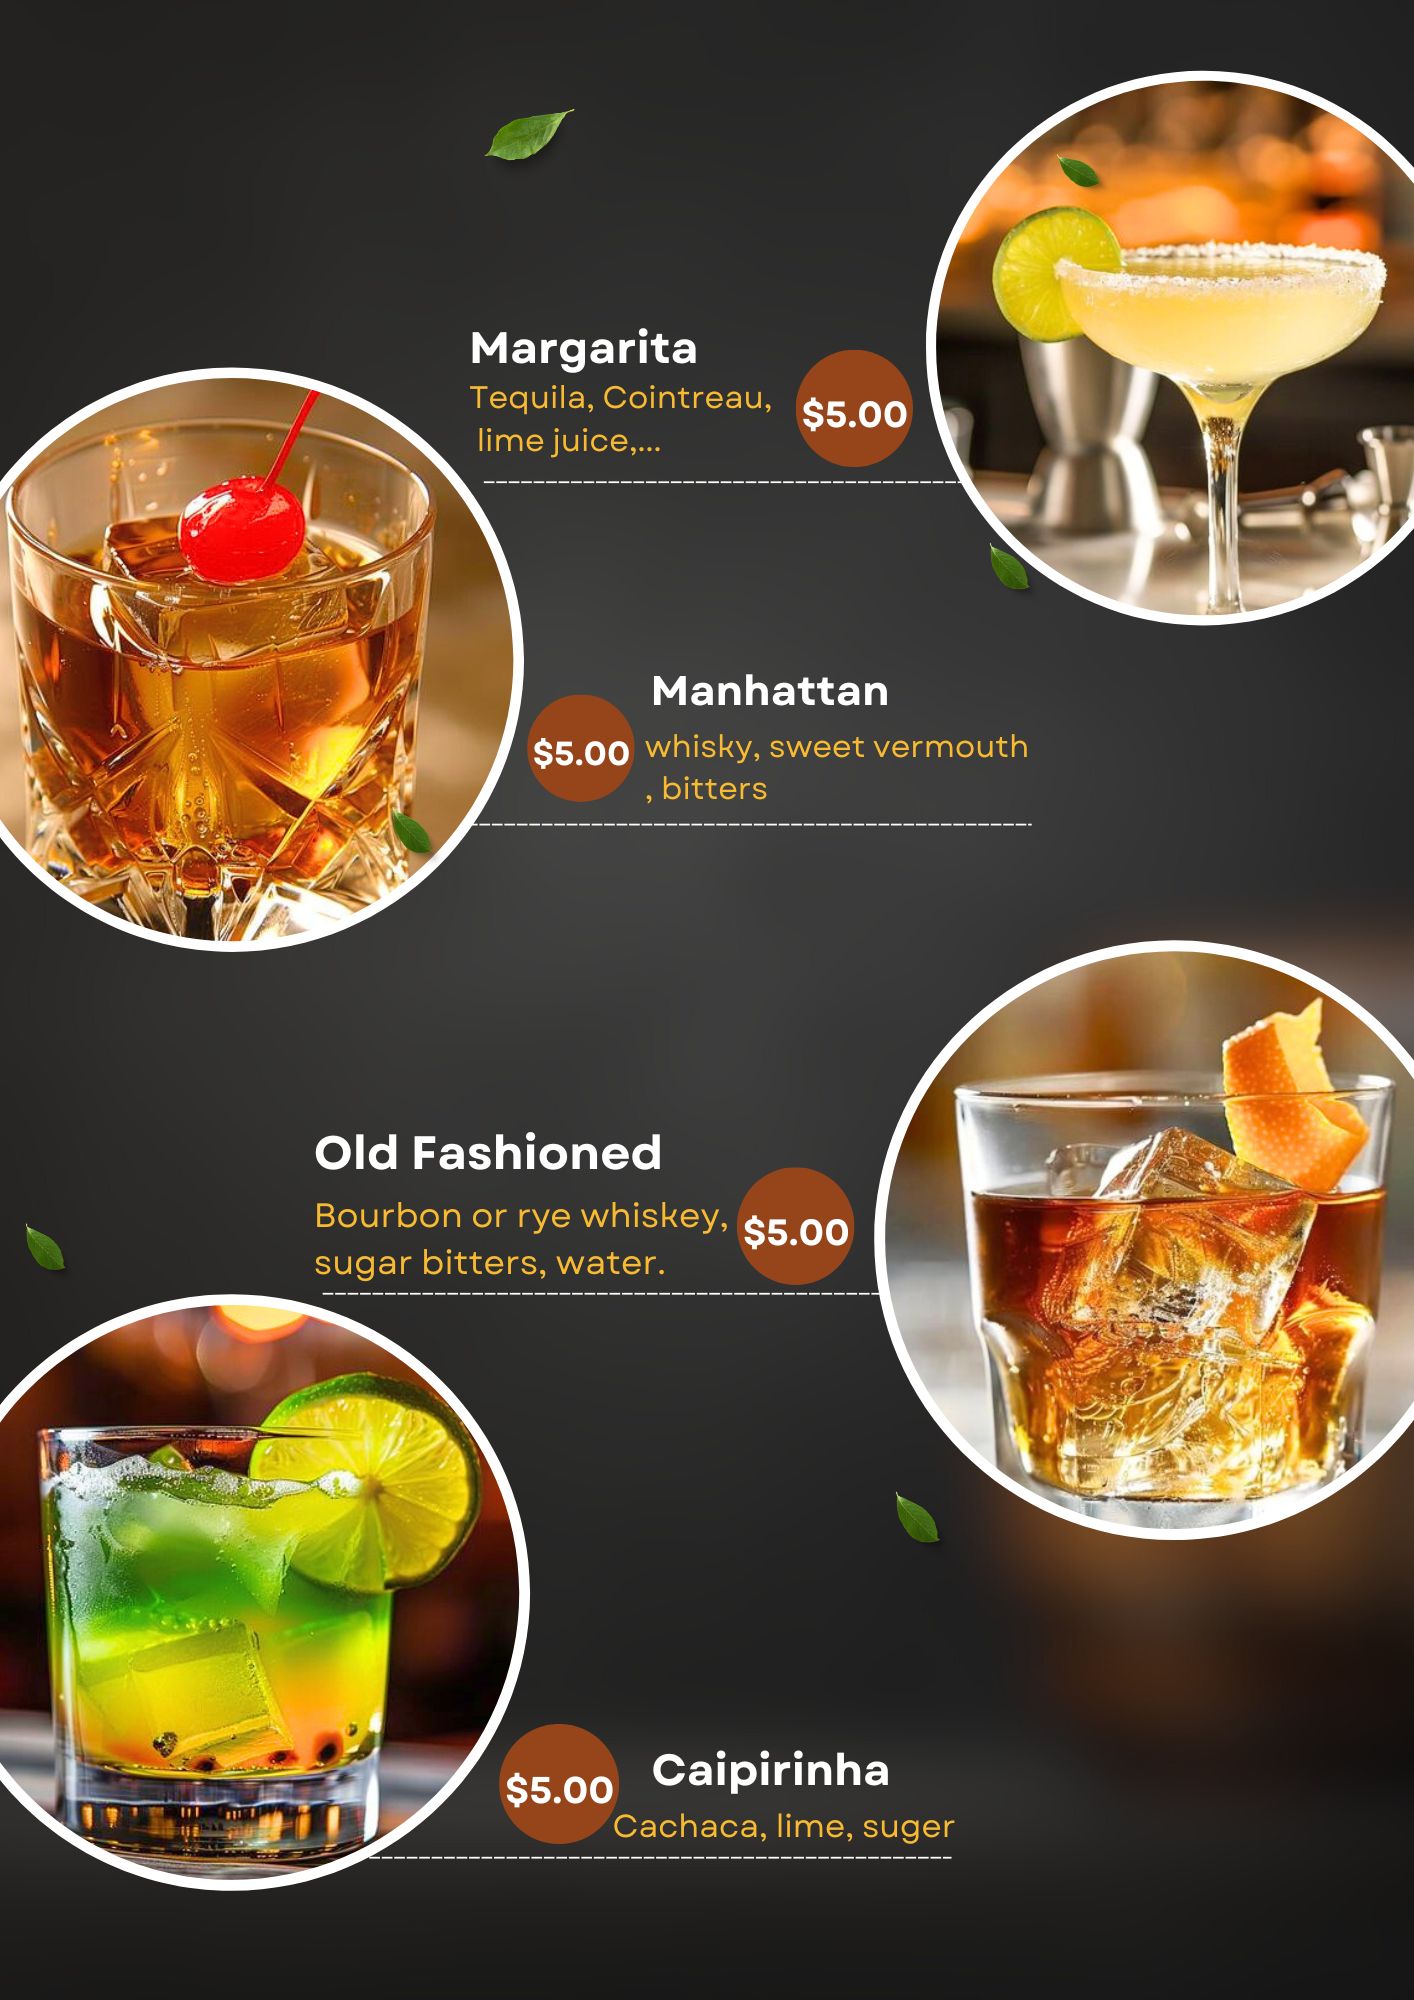 Margarita
Tequila, Cointreau,
lime juice,...
$5.00
Manhattan
$5.00
whisky, sweet vermouth
, bitters
Old Fashioned
Bourbon or rye whiskey,
sugar bitters, water.
$5.00
$5.00
Caipirinha
Cachaca, lime, suger